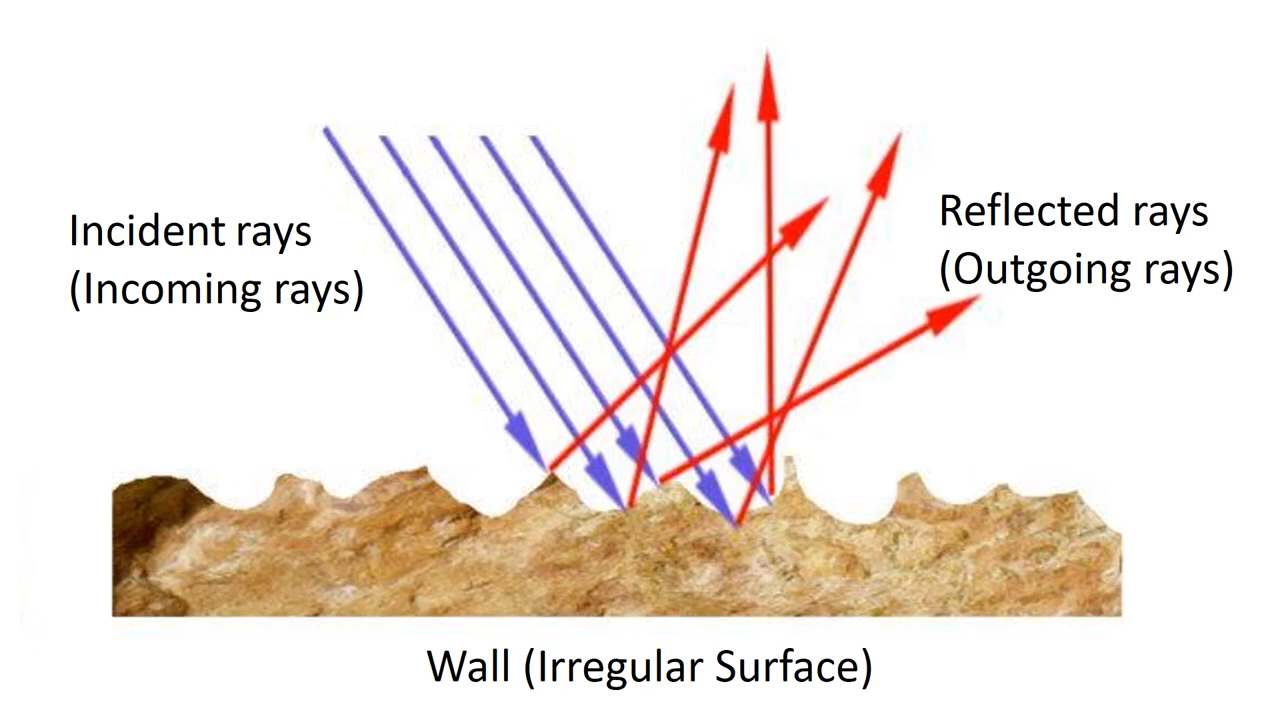 Incident rays
(Incoming rays)
Reflected rays
(Outgoing rays)
Wall (Irregular Surface)